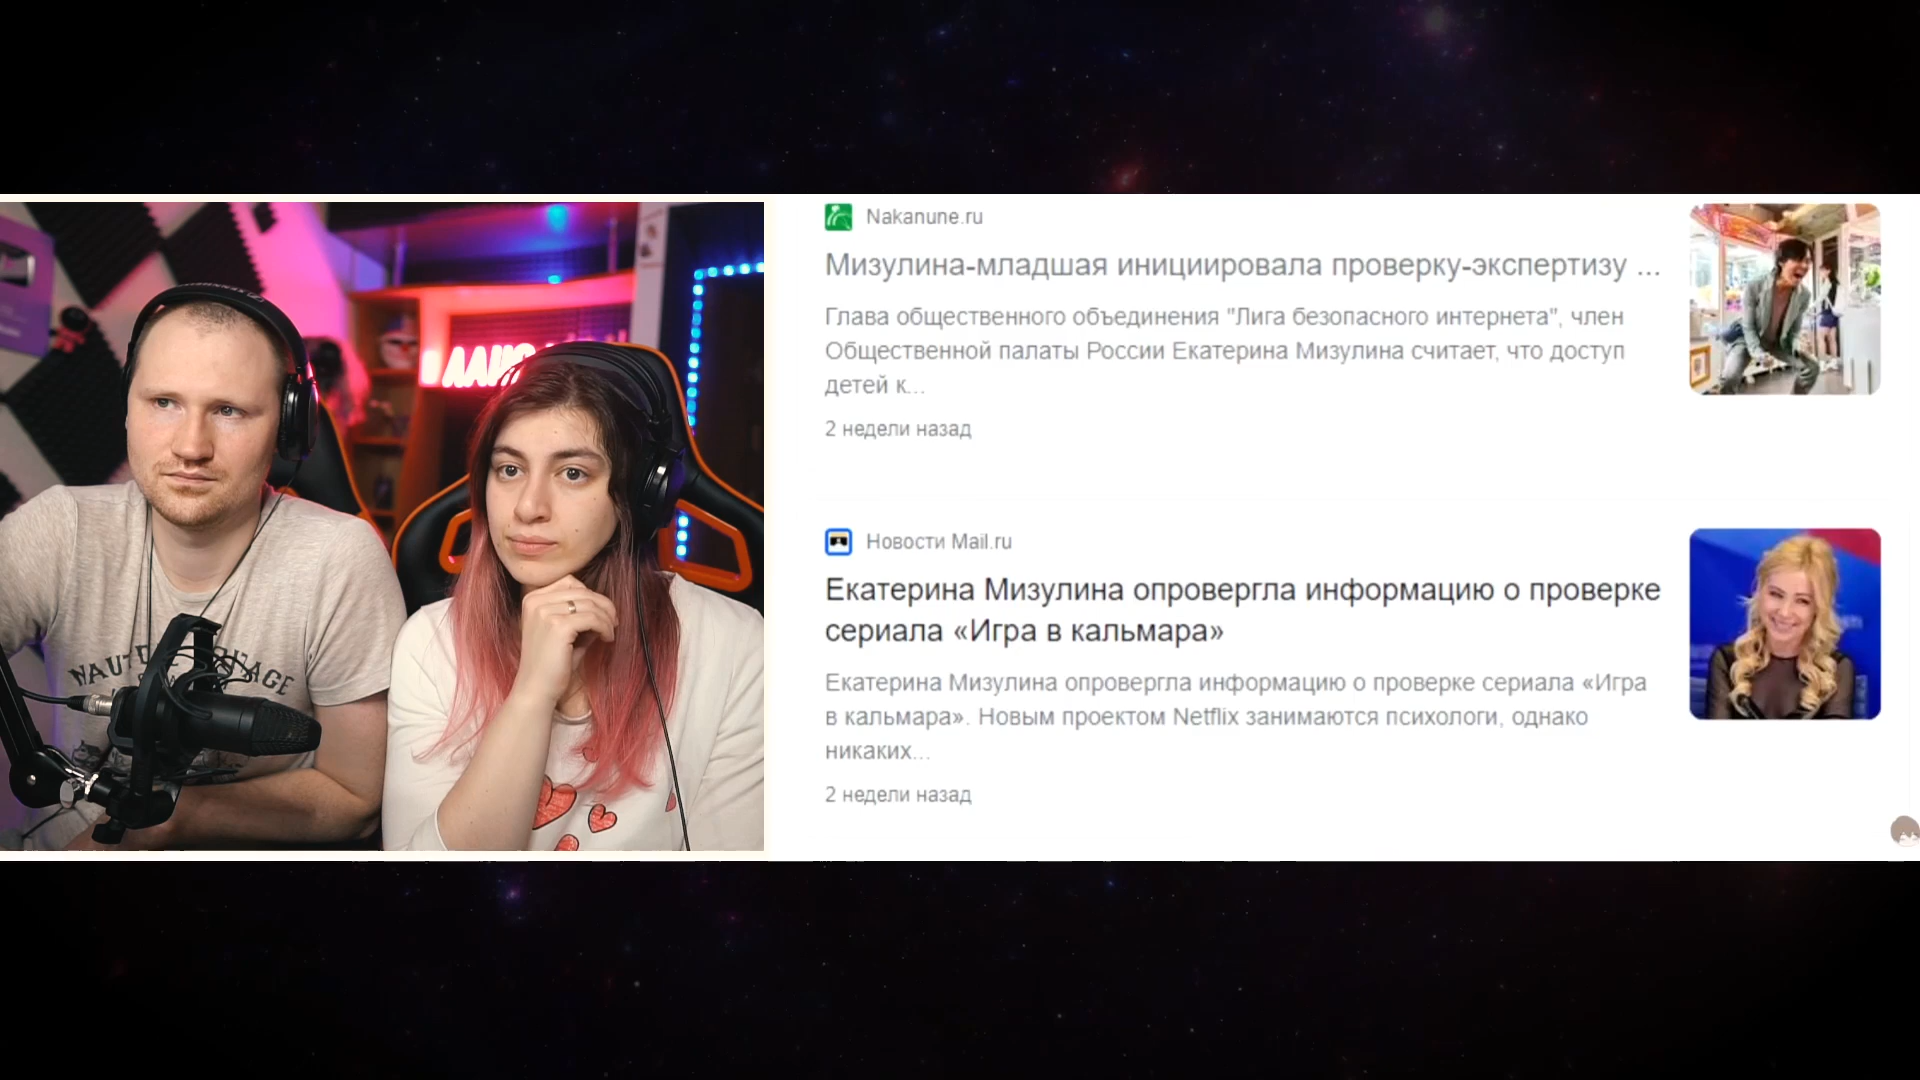 Nakanune.ru
Мизулина-младшая инициировала проверку-экспертизу ...
Глава общественного объединения "Лига безопасного интернета", член
Общественной палаты России Екатерина Мизулина считает, что доступ
детей к...
2 недели назад
Новости Mail.ru
Екатерина Мизулина опровергла информацию о проверке
сериала «Игра в кальмара»
Екатерина Мизулина опровергла информацию о проверке сериала «Игра
в кальмара». Новым проектом Netflix занимаются психологи, однако
никаких...
2 недели назад